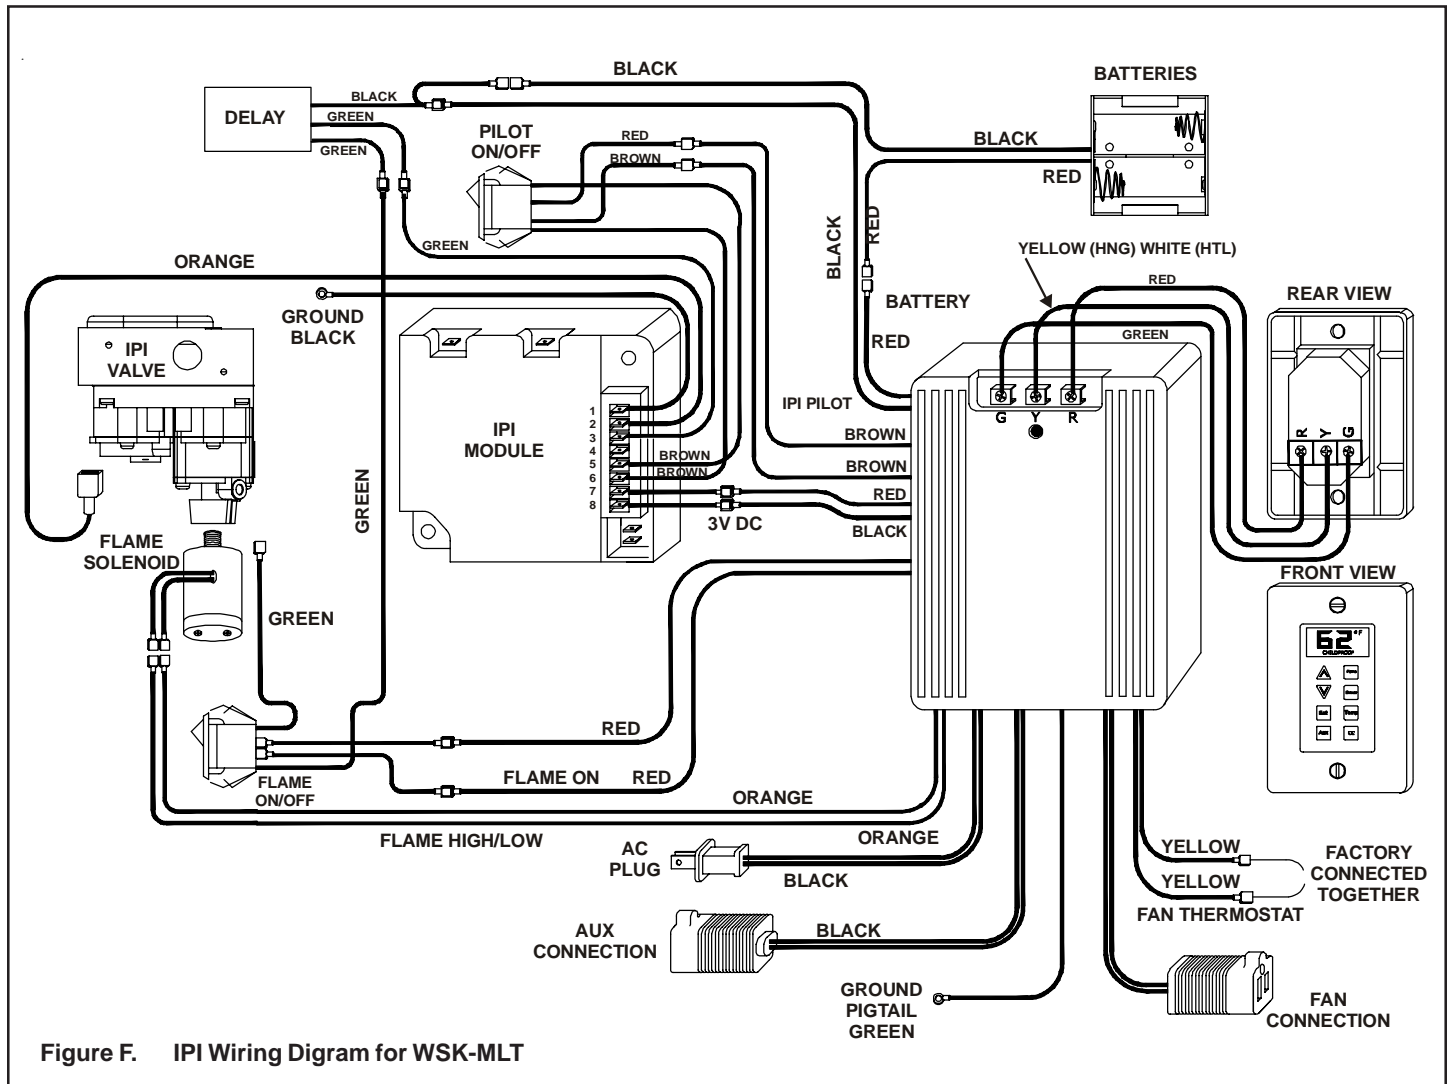 BLACK
BATTERIES
DELAY
BLACK
GREEN
GREEN
PILOT
ON/OFF
RED
BROWN
BLACK
RED
BLACK
RED
GREEN
YELLOW (HNG) WHITE (HTL)
ORANGE
RED
REAR VIEW
GROUND
BLACK
BATTERY
GREEN
IPI
VALVE
RED
IPI
MODULE
1
2
3
4
5
6
7
8
IPI PILOT
G
Y
R
BROWN
R
Y
G
BROWN
BROWN
BROWN
RED
3V DC
BLACK
GREEN
FLAME
SOLENOID
FRONT VIEW
GREEN
62°F
CHILDPROOF
Set
Temp
RED
FLAME ON
RED
FLAME
ON/OFF
ORANGE
FLAME HIGH/LOW
ORANGE
AC
PLUG
BLACK
YELLOW
YELLOW
FAN THERMOSTAT
FACTORY
CONNECTED
TOGETHER
AUX
CONNECTION
BLACK
GROUND
PIGTAIL
GREEN
FAN
CONNECTION
Figure F. IPI Wiring Digram for WSK-MLT